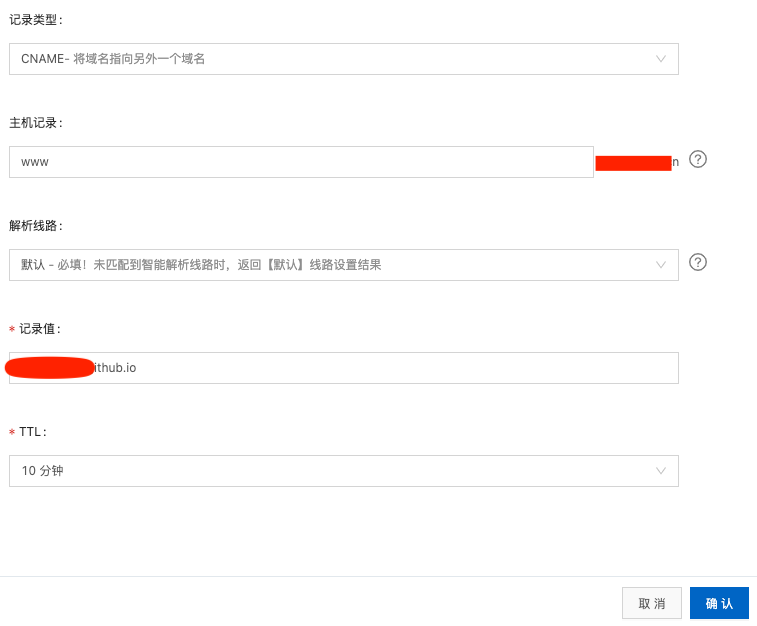 记录类型：
CNAME- 将域名指向另外一个域名
主机记录：
www
n
?
解析线路：
默认 - 必填！未匹配到智能解析线路时，返回【默认】线路设置结果
?
* 记录值：
ithub.io
* TTL：
10 分钟
取 消
确 认